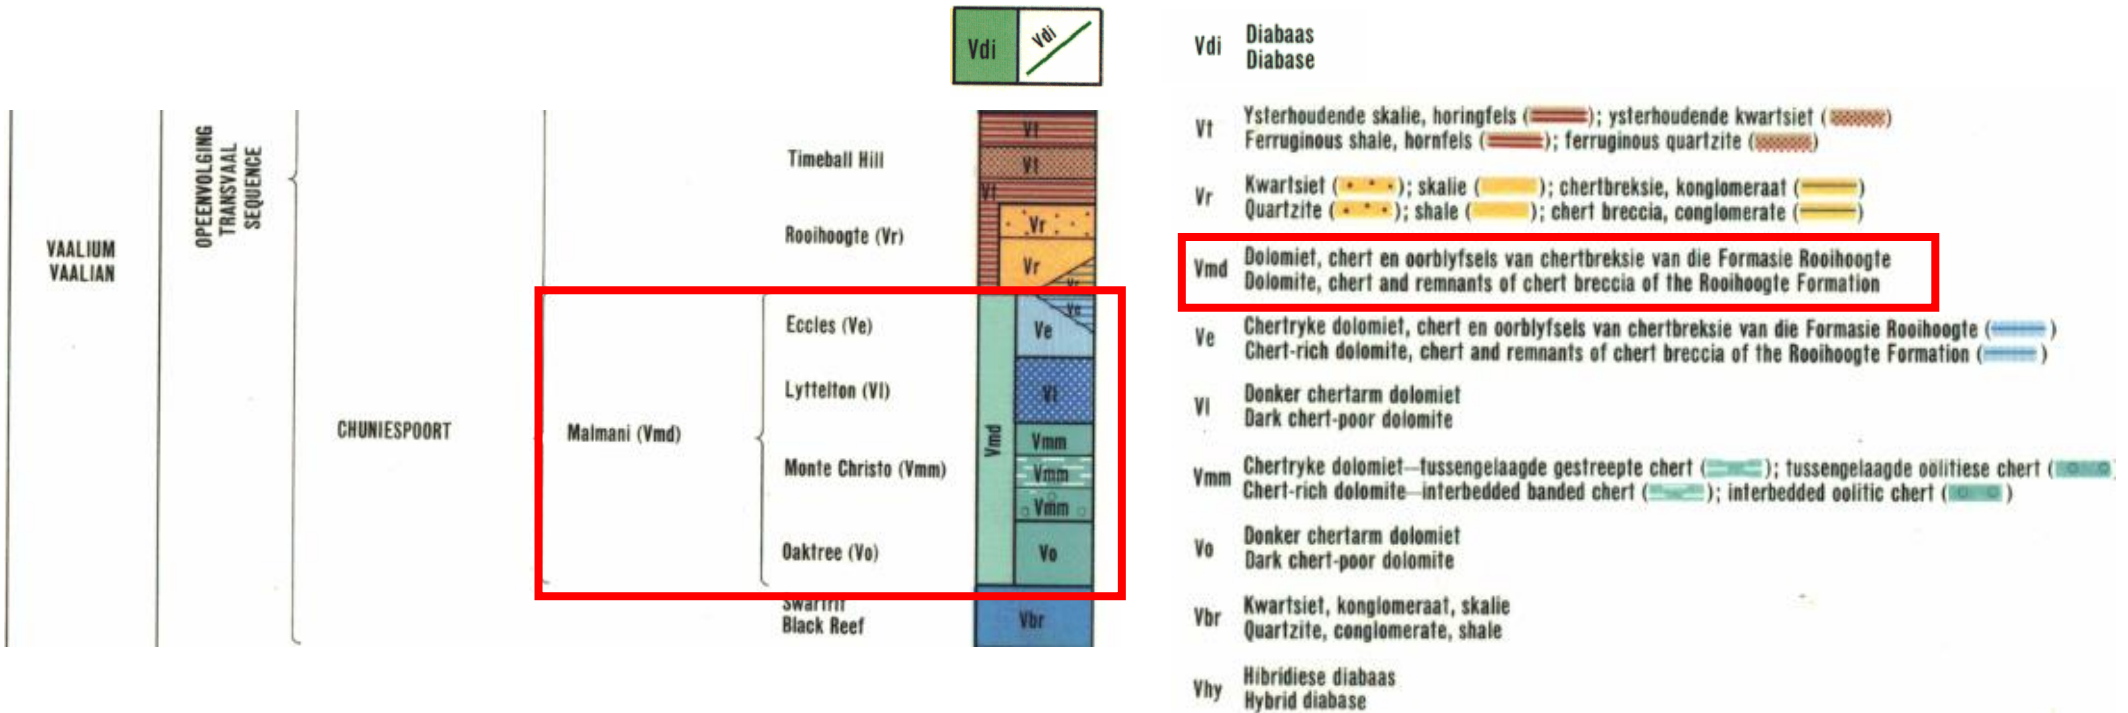 Vdi
Vdi
VAALIUM
VAALIAN
OPEENVOLGING
TRANSVAAL
SEQUENCE
CHUNIESPOORT
Malmani (Vmd)
Timeball Hill
Rooihoogte (Vr)
Eccles (Ve)
Lyttelton (Vl)
Monte Christo (Vmm)
Oaktree (Vo)
Black Reef
Vt
Vt
Vt
Vr
Vr
Vr
Ve
Ve
Vl
Vmd
Vmm
Vmm
Vmm
Vo
Vbr
Vdi Diabaas
Diabase
Vt Ysterhoudende skalie, horingfels ( ); ysterhoudende kwartsiet ( )
Ferruginous shale, hornfels ( ); ferruginous quartzite ( )
Vr Kwartsiet ( ); skalie ( ); chertbreksie, konglomeraat ( )
Quartzite ( ); shale ( ); chert breccia, conglomerate ( )
Vmd Dolomiet, chert en oorblyfsels van chertbreksie van die Formasie Rooihoogte
Dolomite, chert and remnants of chert breccia of the Rooihoogte Formation
Ve Chertryke dolomiet, chert en oorblyfsels van chertbreksie van die Formasie Rooihoogte ( )
Chert-rich dolomite, chert and remnants of chert breccia of the Rooihoogte Formation ( )
Vl Donker chertarm dolomiet
Dark chert-poor dolomite
Vmm Chertryke dolomiet—tussengelaagde gestreepte chert ( ); tussengelaagde oölitiese chert ( )
Chert-rich dolomite—interbedded banded chert ( ); interbedded oolitic chert ( )
Vo Donker chertarm dolomiet
Dark chert-poor dolomite
Vbr Kwartsiet, konglomeraat, skalie
Quartzite, conglomerate, shale
Vhy Hibridiese diabaas
Hybrid diabase